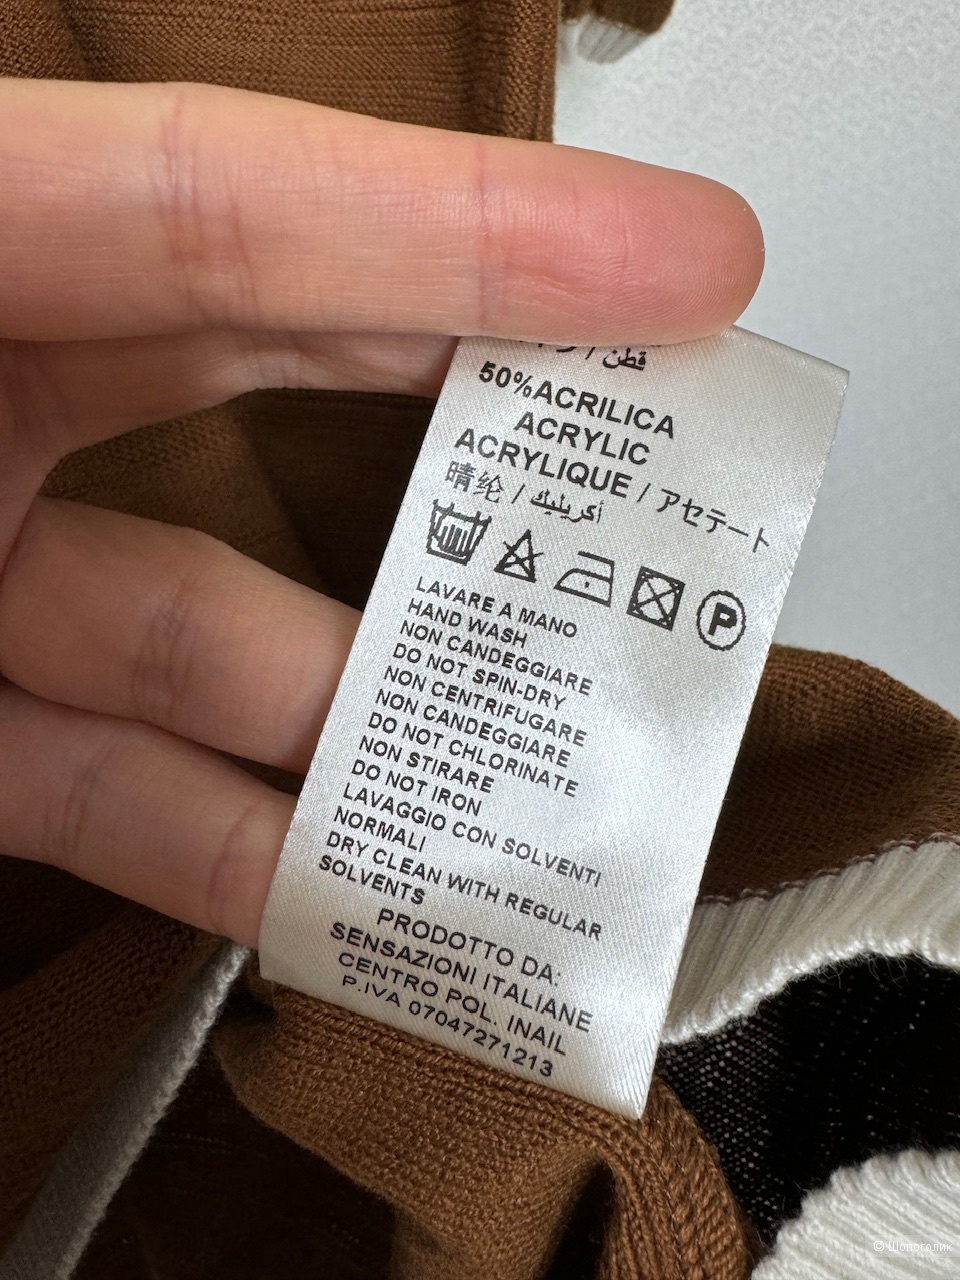 قطن /
50%ACRILICA
ACRYLIC
ACRYLIQUE / アセテート
晴纶 / أكريليك
P
LAVARE A MANO
HAND WASH
NON CANDEGGIARE
DO NOT SPIN-DRY
NON CENTRIFUGARE
NON CANDEGGIARE
DO NOT CHLORINATE
NON STIRARE
DO NOT IRON
LAVAGGIO CON SOLVENTI
NORMALI
DRY CLEAN WITH REGULAR
SOLVENTS
PRODOTTO DA:
SENSAZIONI ITALIANE
CENTRO POL. INAIL
P.IVA 07047271213
© Шопоголик